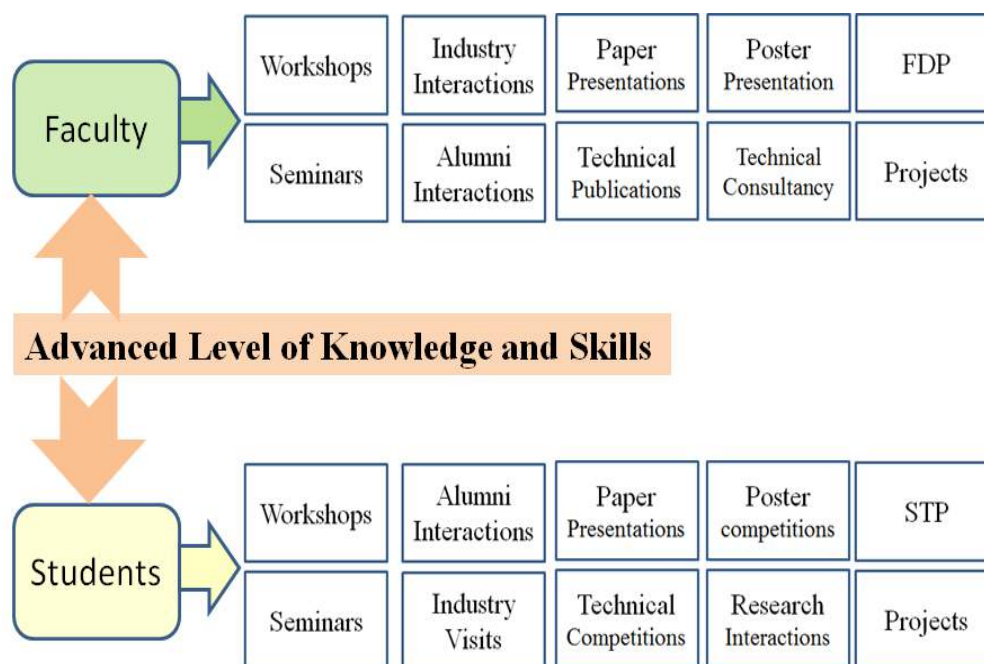 Faculty
Workshops
Industry
Interactions
Paper
Presentations
Poster
Presentation
FDP
Seminars
Alumni
Interactions
Technical
Publications
Technical
Consultancy
Projects
Advanced Level of Knowledge and Skills
Students
Workshops
Alumni
Interactions
Paper
Presentations
Poster
competitions
STP
Seminars
Industry
Visits
Technical
Competitions
Research
Interactions
Projects